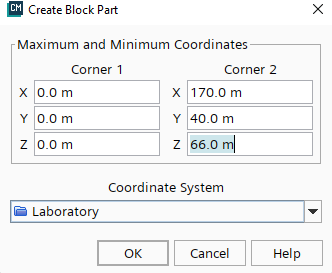 CM Create Block Part
Maximum and Minimum Coordinates
Corner 1 Corner 2
X 0.0 m X 170.0 m
Y 0.0 m Y 40.0 m
Z 0.0 m Z 66.0 m
Coordinate System
Laboratory
OK Cancel Help